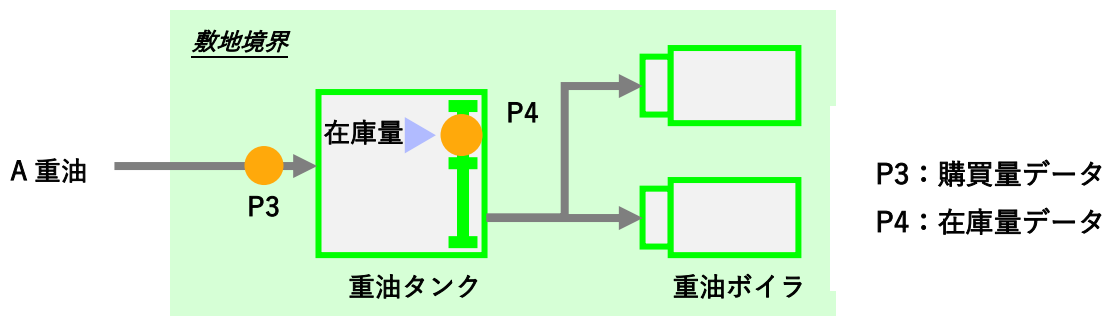 敷地境界
P4
在庫量
A 重油
P3
P3：購買量データ
P4：在庫量データ
重油タンク
重油ボイラ